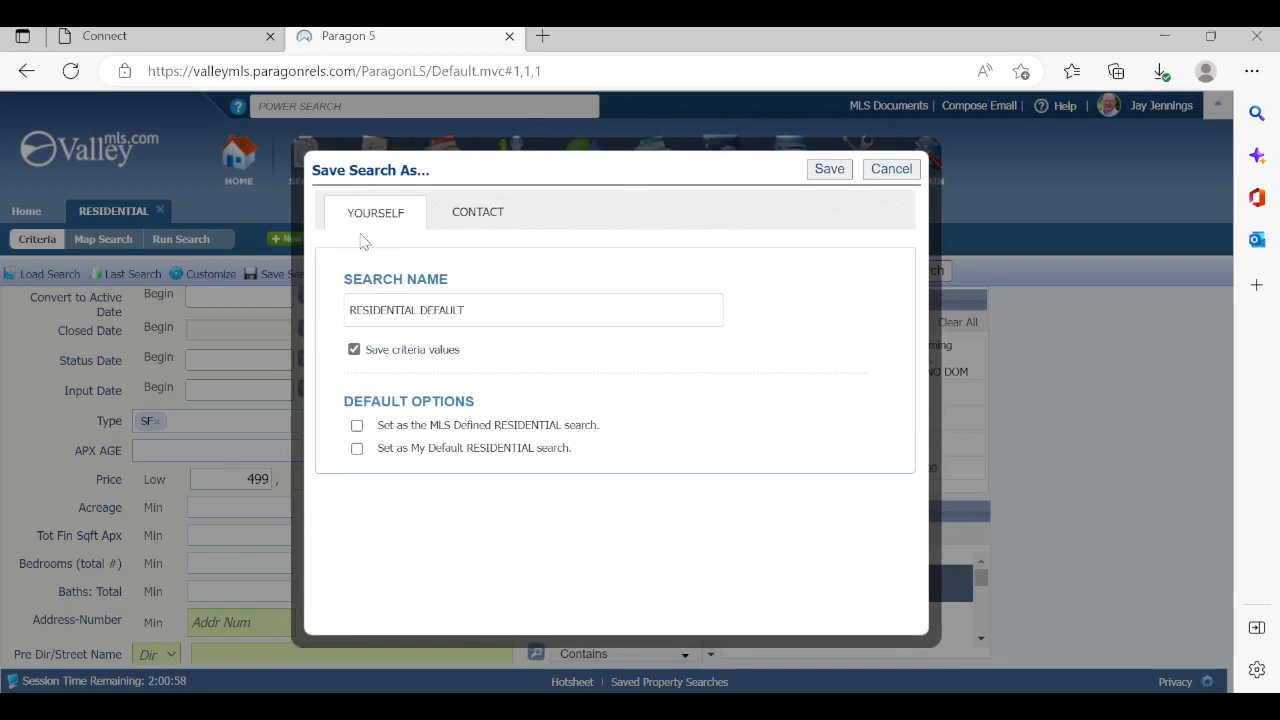 Connect
Paragon 5
https://valleymls.paragonrels.com/ParagonLS/Default.mvc#1,1,1
POWER SEARCH
MLS Documents | Compose Email | Help | Jay Jennings
Valley mls.com
HOME
Home
RESIDENTIAL
Criteria
Map Search
Run Search
Load Search
Last Search
Customize
Save Sea
Save Search As...
Save
Cancel
YOURSELF
CONTACT
SEARCH NAME
RESIDENTIAL DEFAULT
Save criteria values
DEFAULT OPTIONS
Set as the MLS Defined RESIDENTIAL search.
Set as My Default RESIDENTIAL search.
Clear All
NO DOM
Convert to Active Date
Begin
Closed Date
Begin
Status Date
Begin
Input Date
Begin
Type
SF×
APX AGE
Price
Low
499 ,
Acreage
Min
Tot Fin Sqft Apx
Min
Bedrooms (total #)
Min
Baths: Total
Min
Address-Number
Min
Addr Num
Pre Dir/Street Name
Dir
Contains
Session Time Remaining: 2:00:58
Hotsheet | Saved Property Searches
Privacy